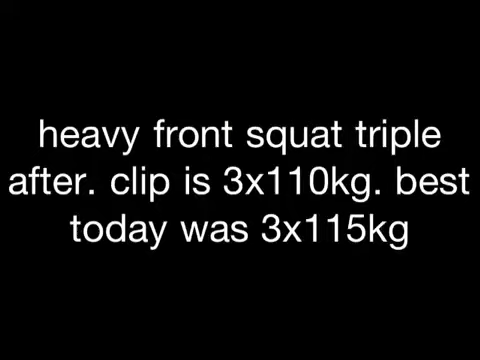 heavy front squat triple
after. clip is 3x110kg. best
today was 3x115kg